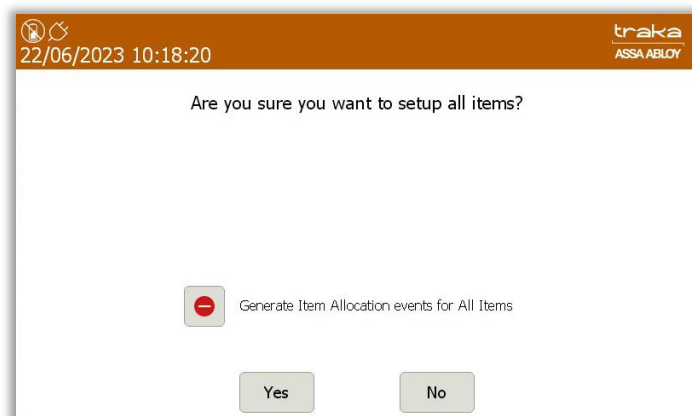 traka
22/06/2023 10:18:20
ASSA ABLOY
Are you sure you want to setup all items?
Generate Item Allocation events for All Items
Yes
No